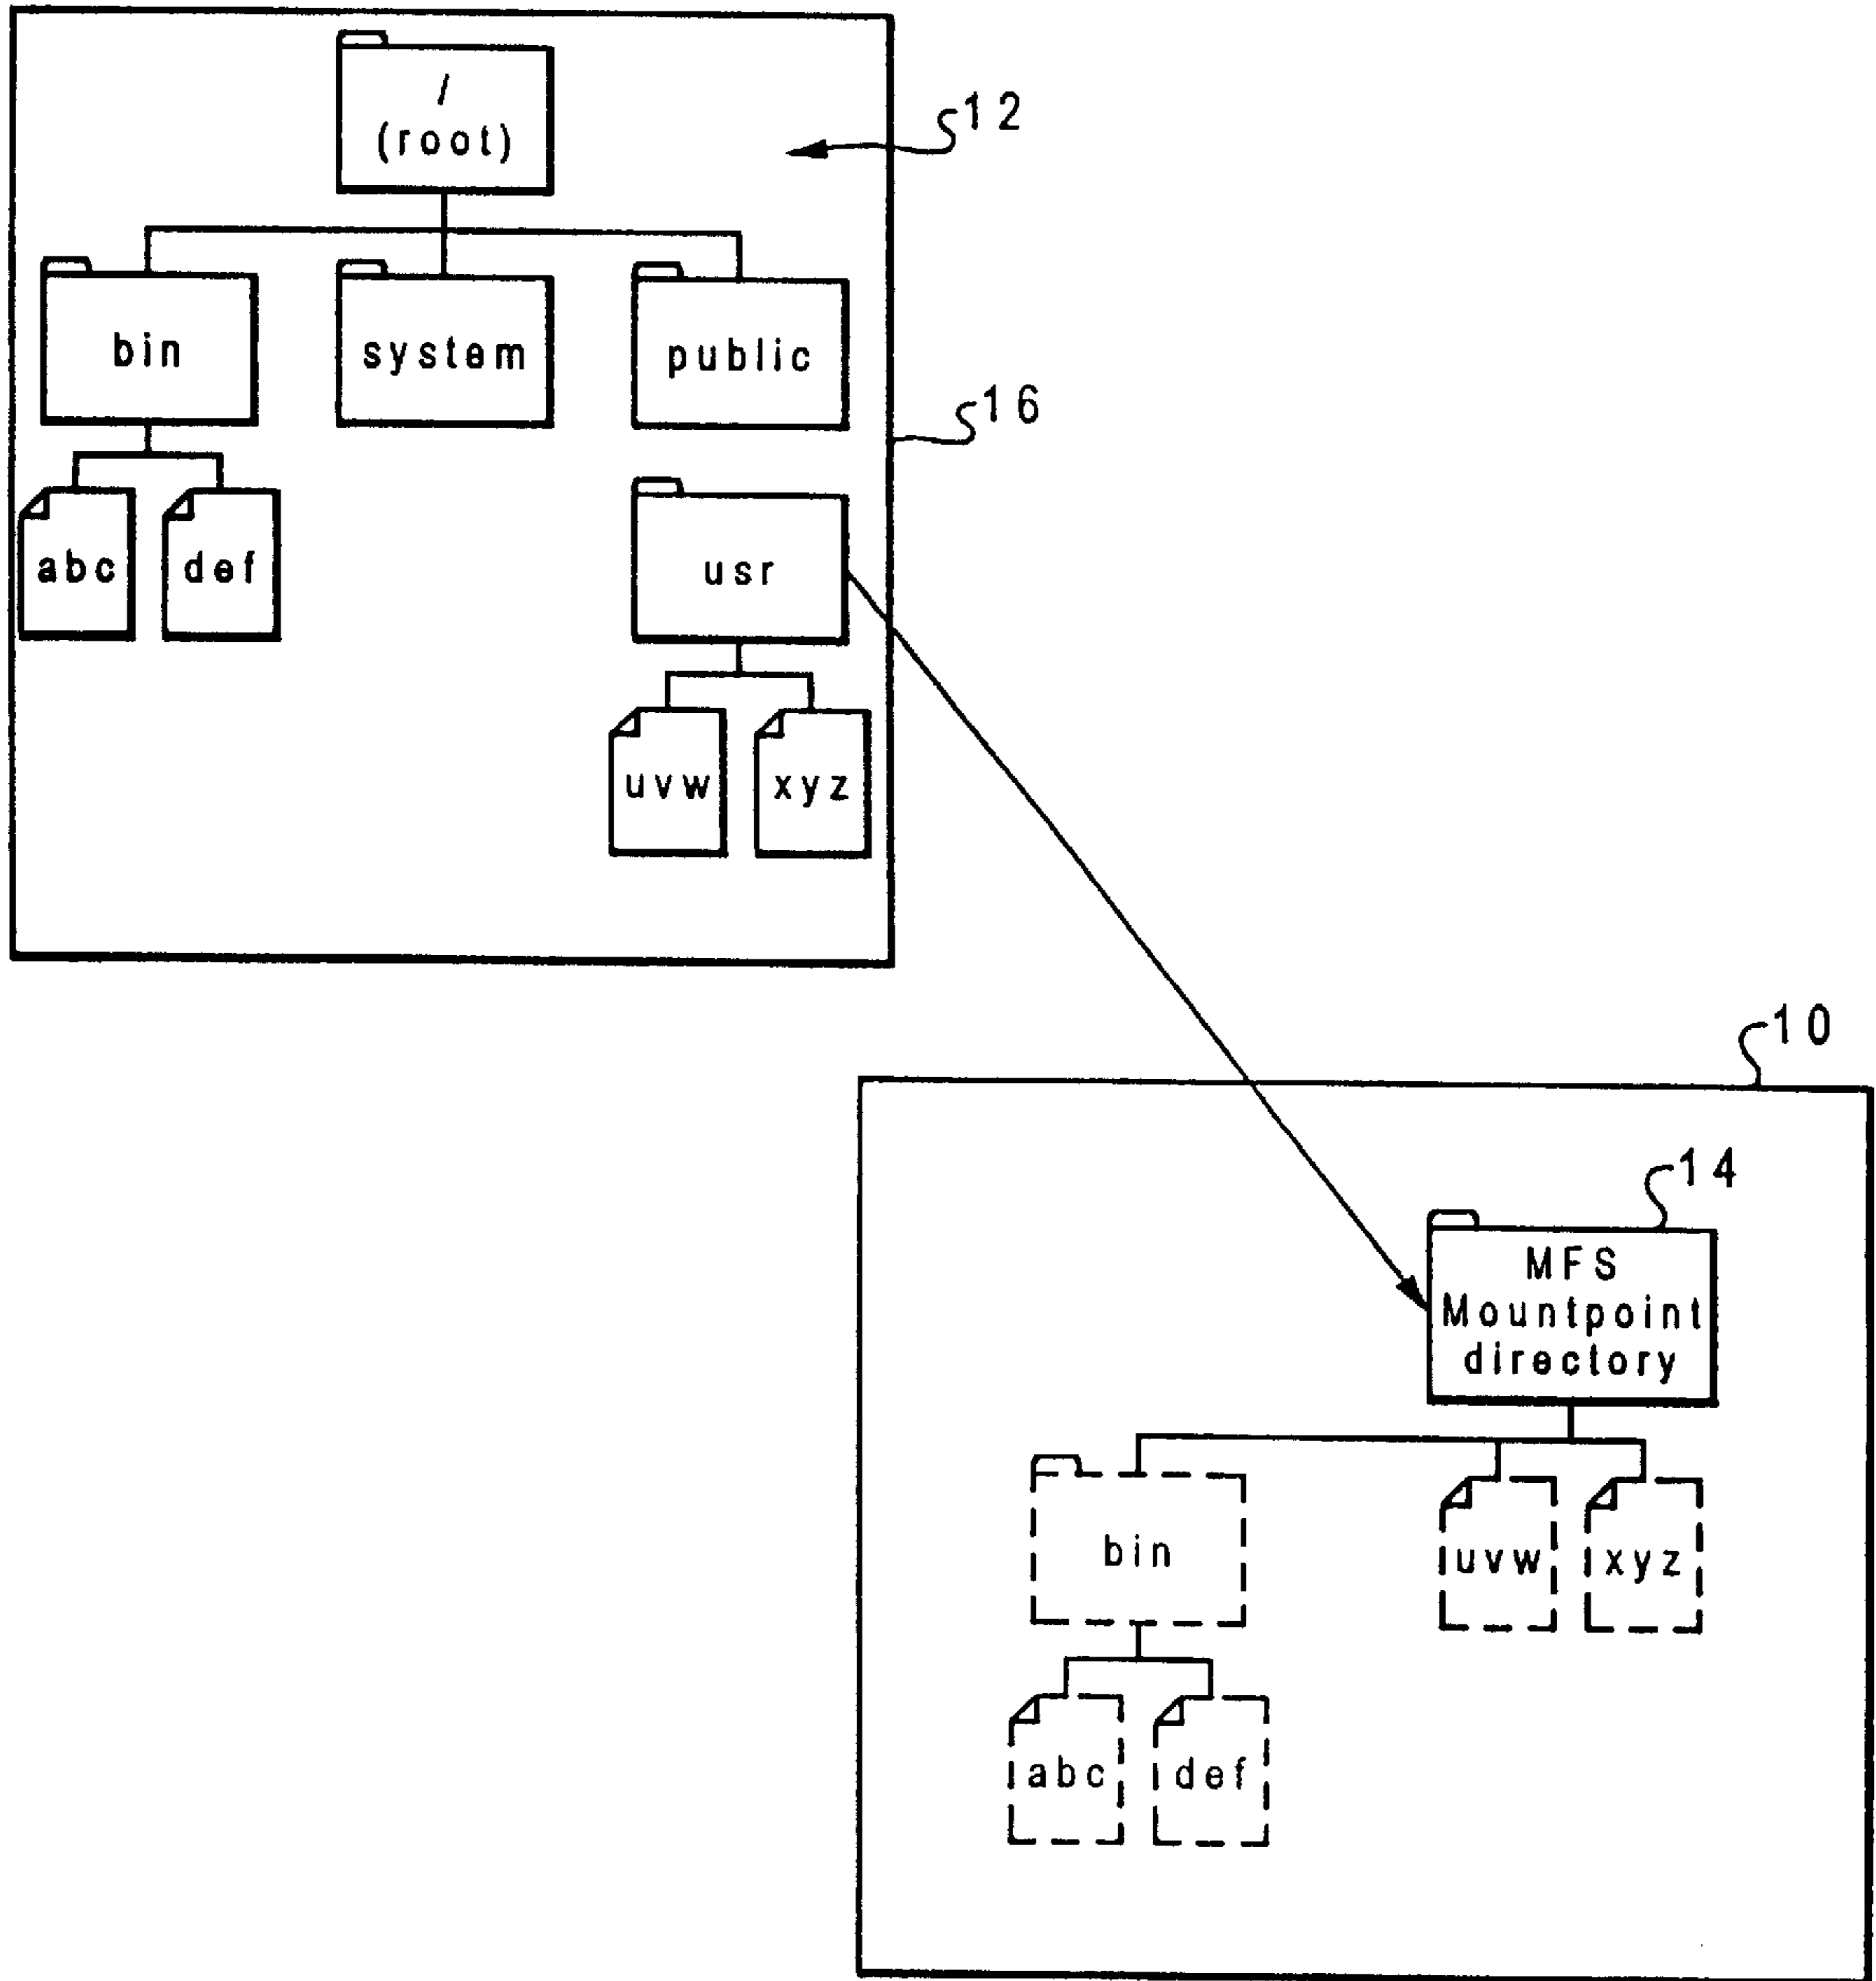 /
(root)
12
bin
system
public
16
abc
def
usr
uvw
xyz
10
14
MFS
Mountpoint
directory
bin
uvw
xyz
abc
def